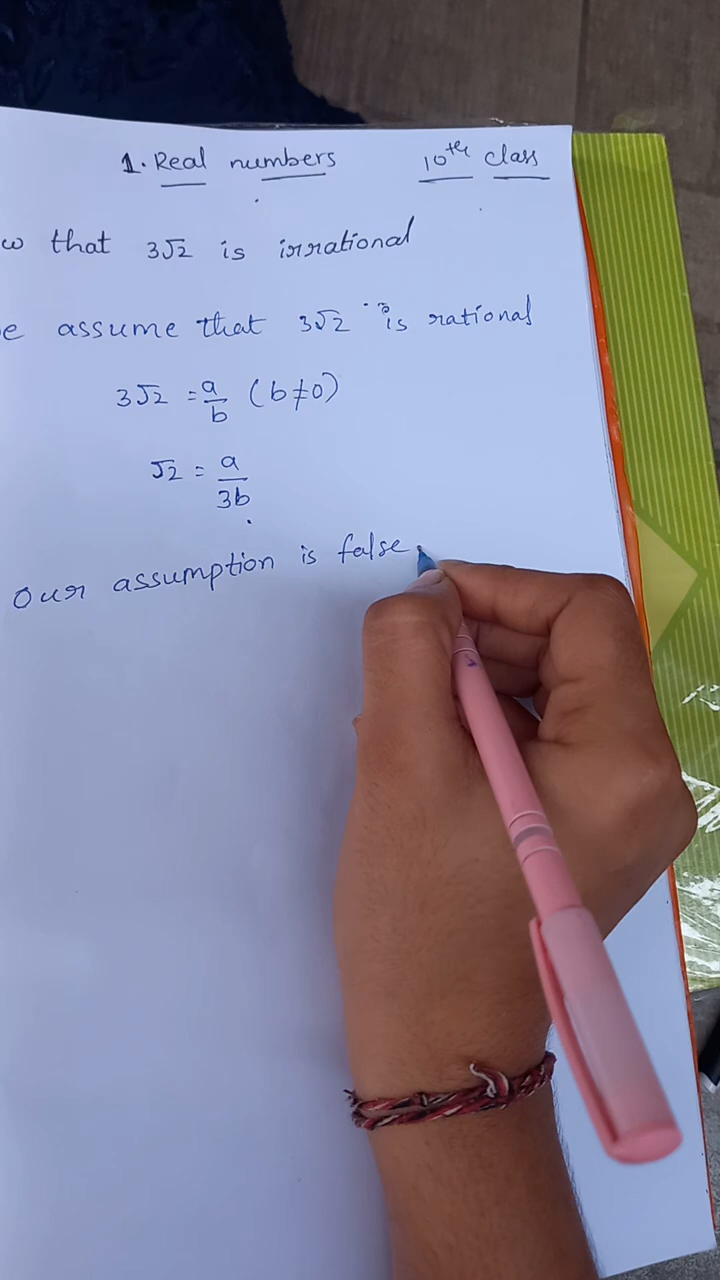 1. Real numbers 10th class
w that 3√2 is irrational
e assume that 3√2 is rational
3√2 = a/b (b≠0)
√2 = a/3b
Our assumption is false